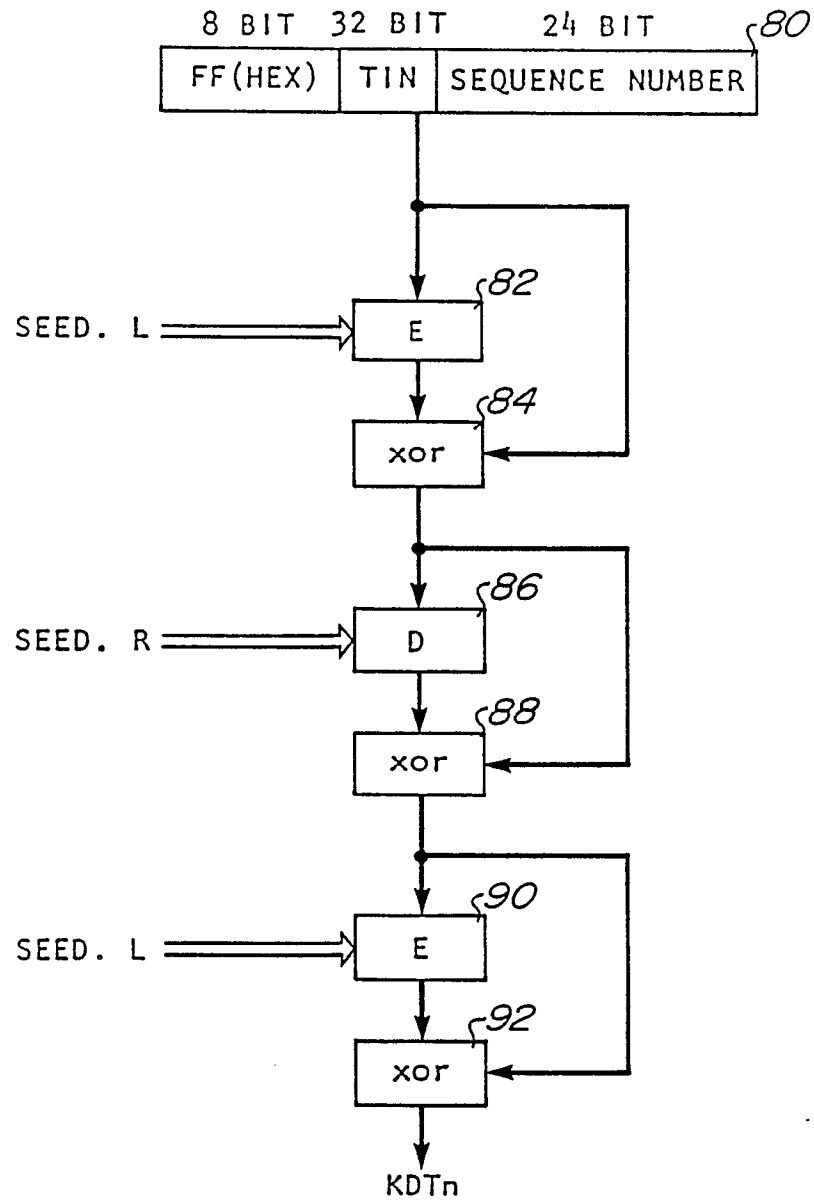 8 BIT 32 BIT 24 BIT 80
FF(HEX) TIN SEQUENCE NUMBER
82
SEED. L E
84
xor
86
SEED. R D
88
xor
90
SEED. L E
92
xor
KDTn